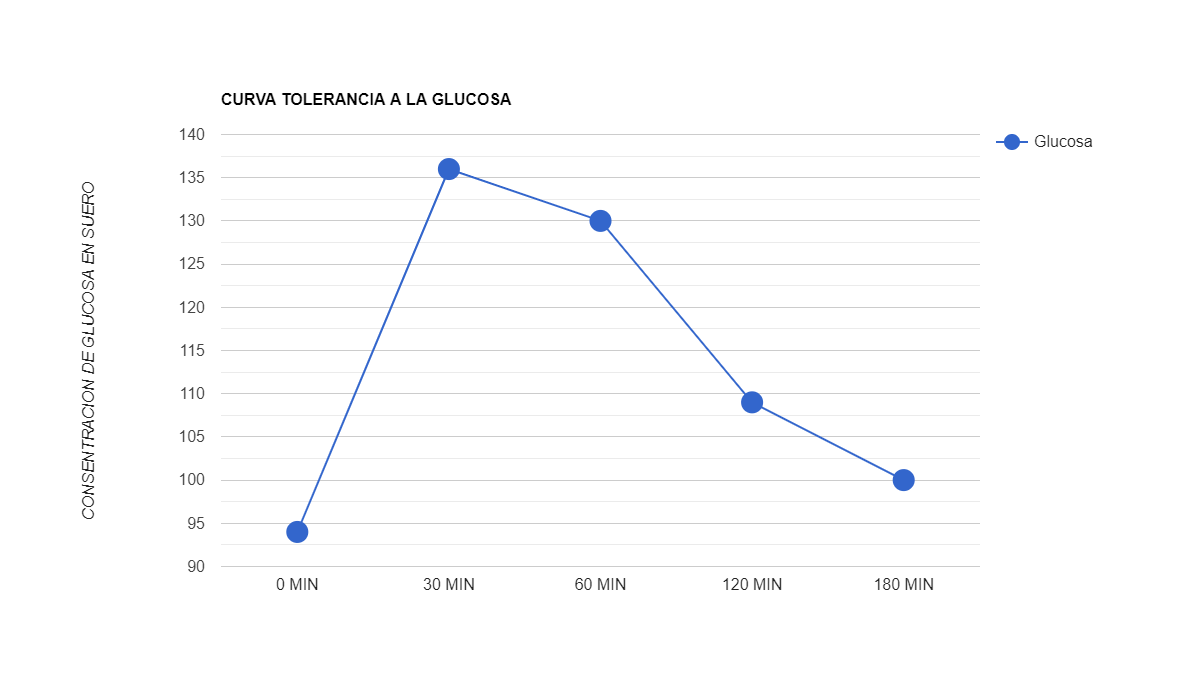 CURVA TOLERANCIA A LA GLUCOSA
Glucosa
CONSENTRACION DE GLUCOSA EN SUERO
140
135
130
125
120
115
110
105
100
95
90
0 MIN
30 MIN
60 MIN
120 MIN
180 MIN